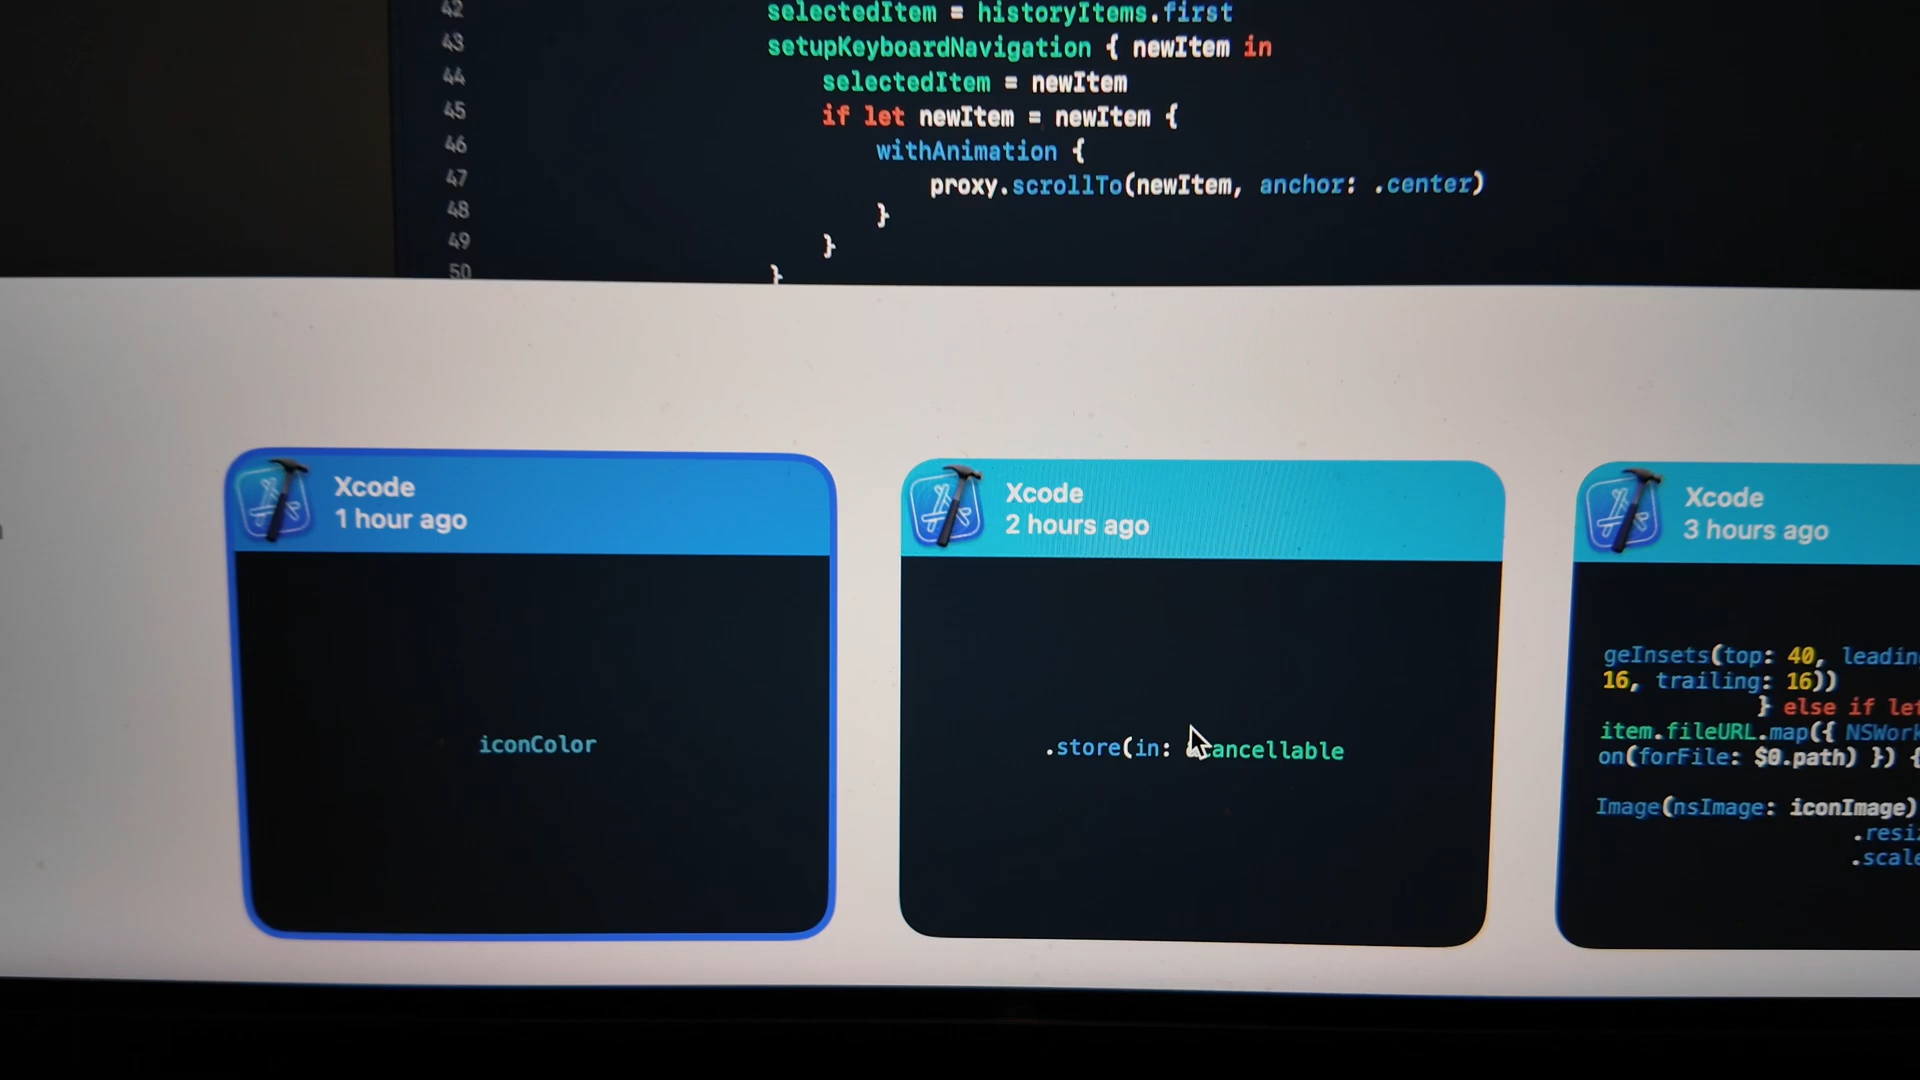 42 selectedItem = historyItems.first
43 setupKeyboardNavigation { newItem in
44 selectedItem = newItem
45 if let newItem = newItem {
46 withAnimation {
47 proxy.scrollTo(newItem, anchor: .center)
48 }
49 }
50 }
Xcode
1 hour ago
iconColor
Xcode
2 hours ago
.store(in: &cancellable
Xcode
3 hours ago
geInsets(top: 40, leadin
16, trailing: 16))
} else if let
item.fileURL.map({ NSWork
on(forFile: $0.path) }) {
Image(nsImage: iconImage)
.resiz
.scale